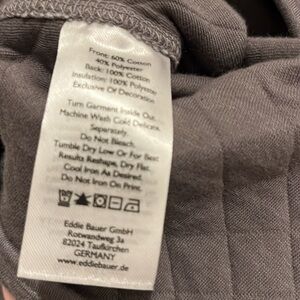 Front: 60% Cotton
40% Polyester
Back: 100% Cotton
Insulation: 100% Polyester
Exclusive Of Decoration
Turn Garment Inside Out.
Machine Wash Cold Delicate,
Separately.
Do Not Bleach.
Tumble Dry Low Or For Best
Results Reshape, Dry Flat.
Cool Iron As Desired.
Do Not Iron On Print.
Eddie Bauer GmbH
Rotwandweg 3a
82024 Taufkirchen
GERMANY
www.eddiebauer.de